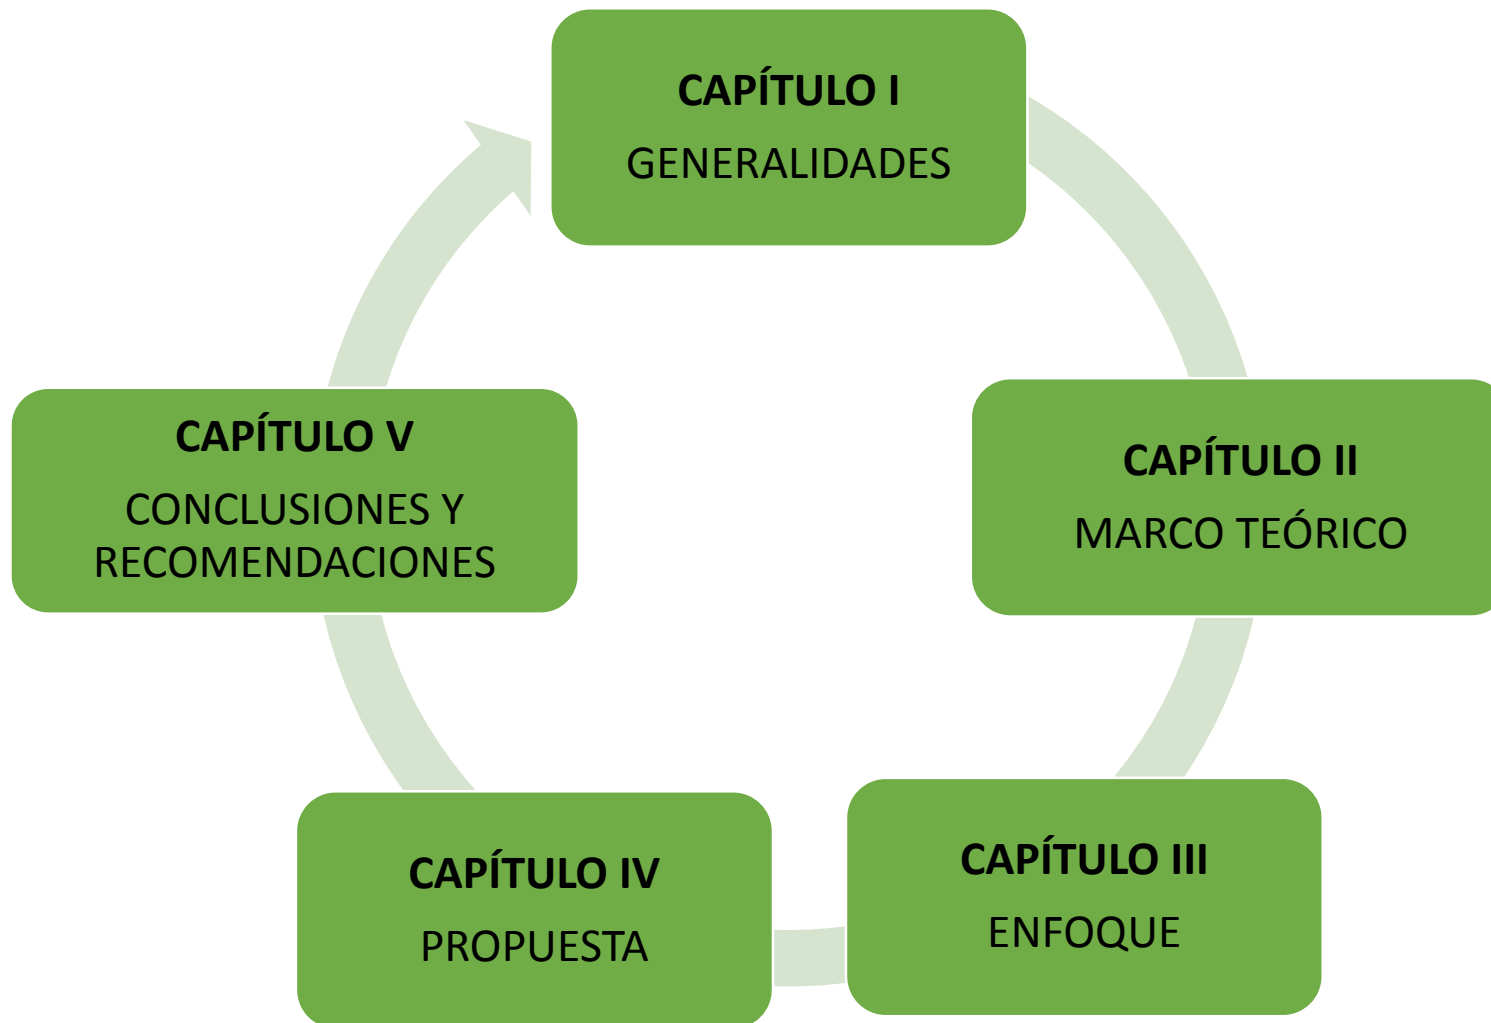 CAPÍTULO I
GENERALIDADES
CAPÍTULO II
MARCO TEÓRICO
CAPÍTULO III
ENFOQUE
CAPÍTULO IV
PROPUESTA
CAPÍTULO V
CONCLUSIONES Y
RECOMENDACIONES